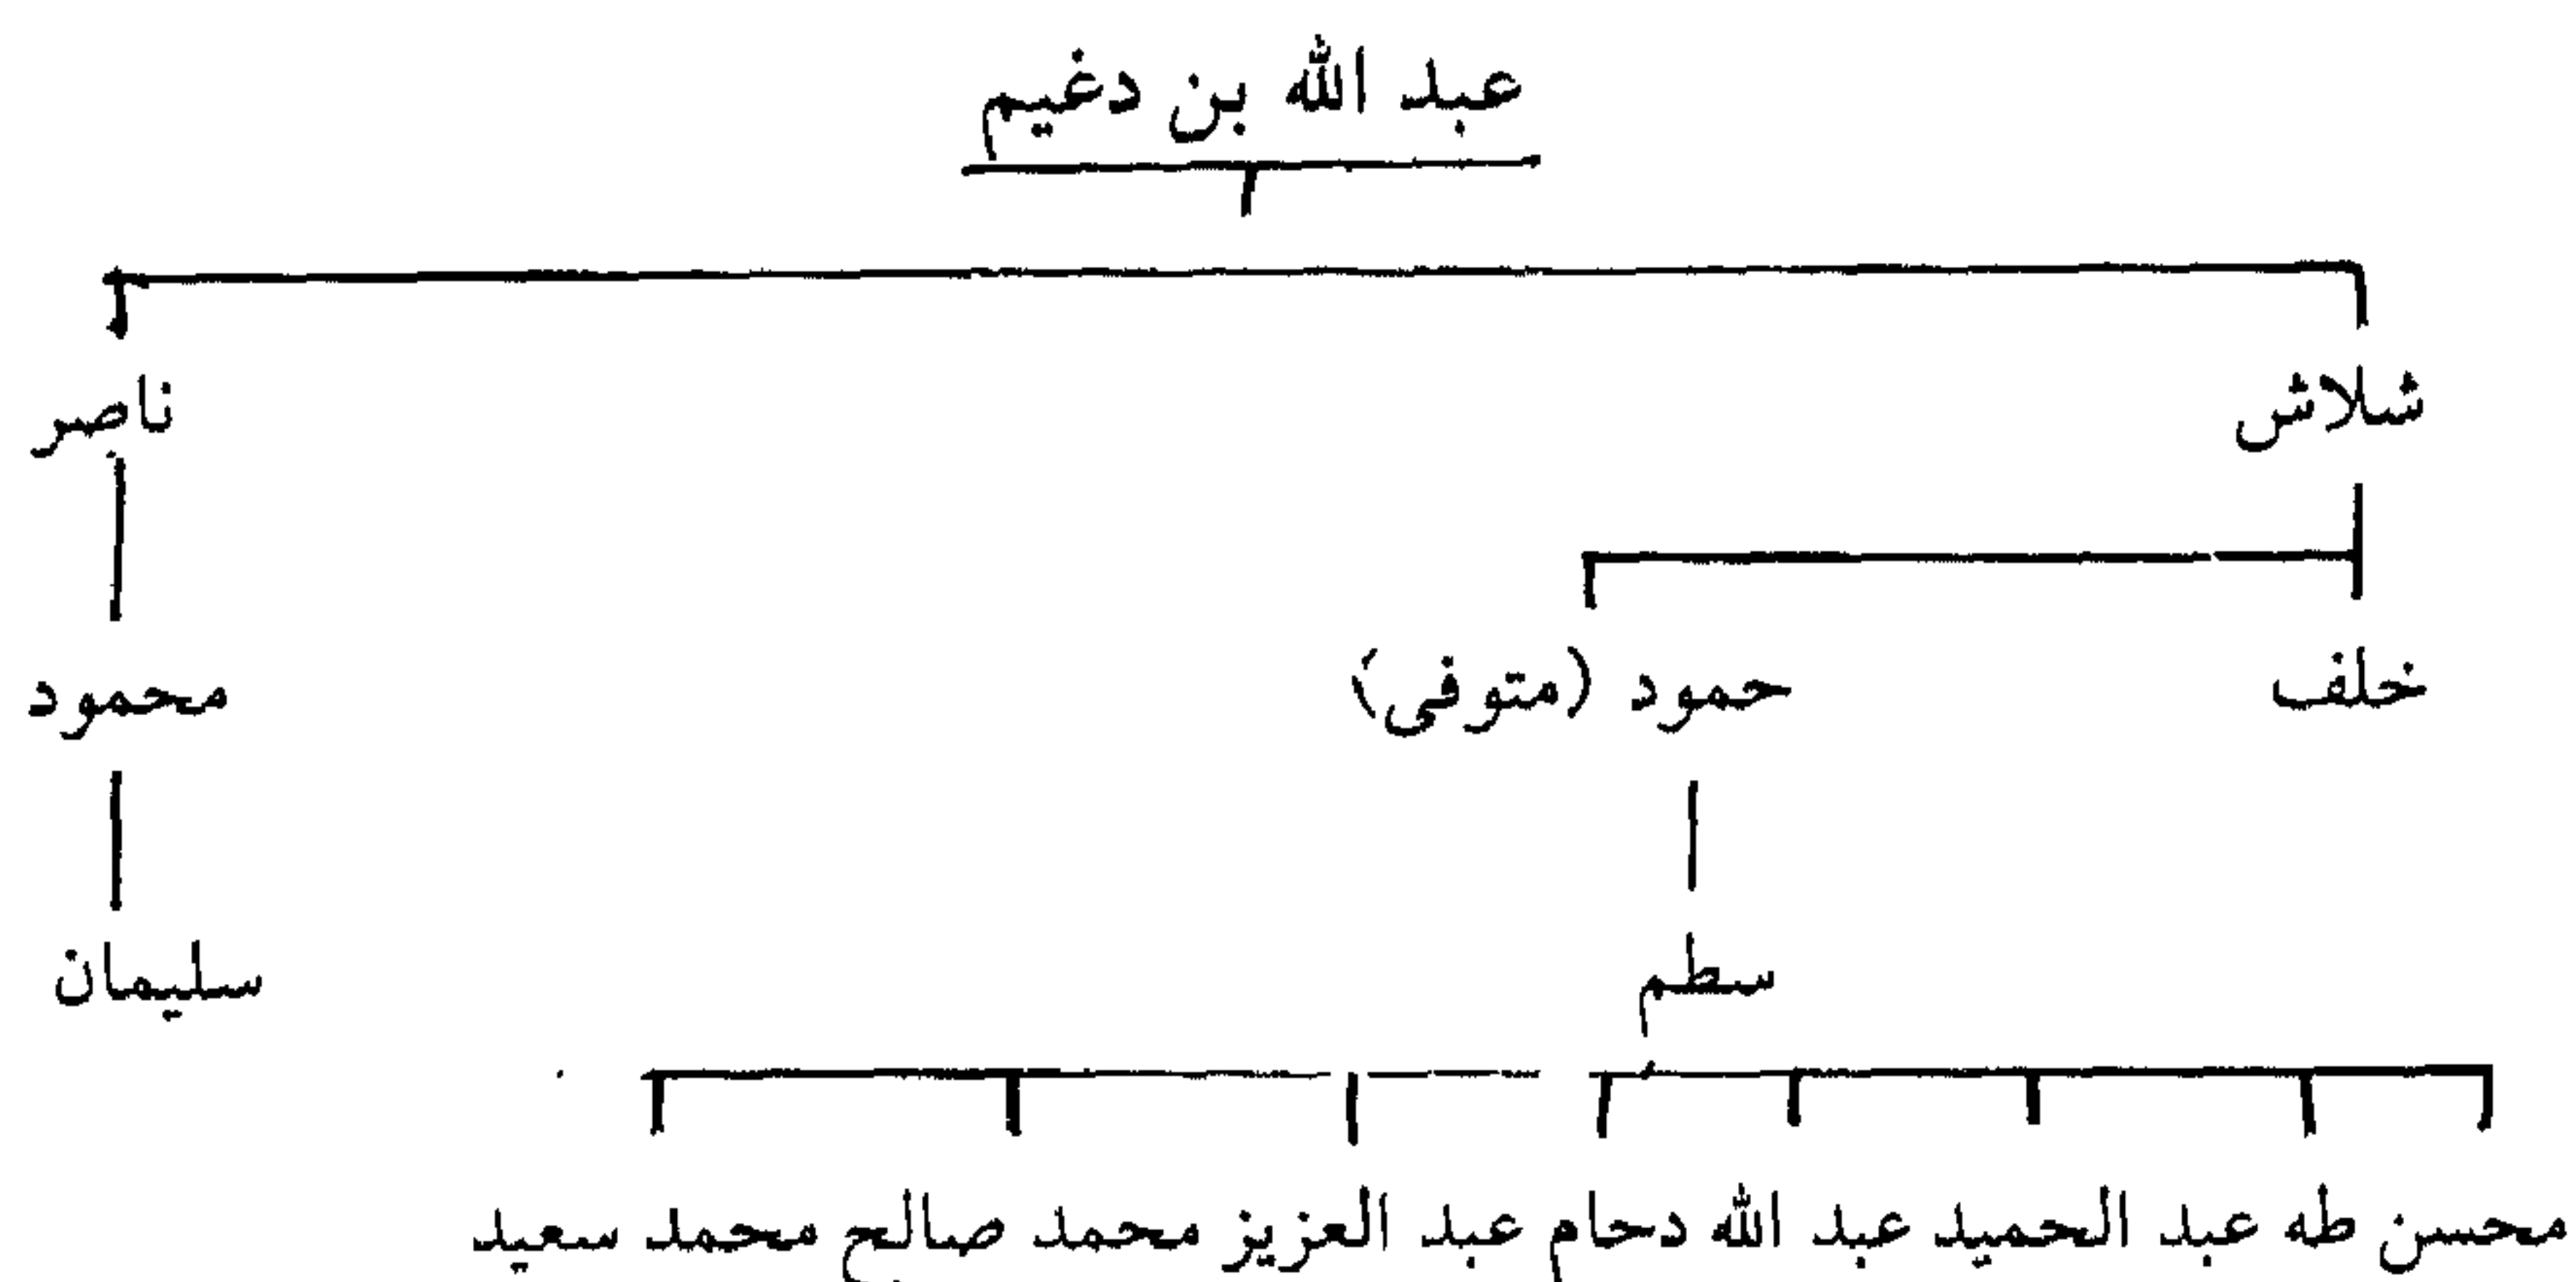 عبد الله بن دغيم
شلاش ناصر
خلف حمود (متوفى) محمود
سطم سليمان
محسن طه عبد الحميد عبد الله دحام عبد العزيز محمد صالح محمد سعيد